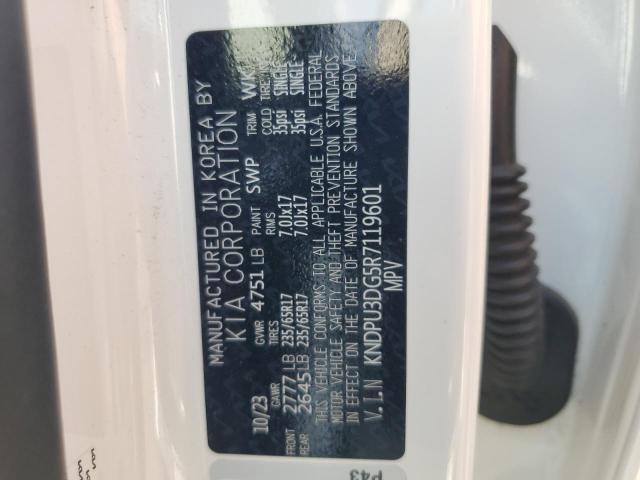 MANUFACTURED IN KOREA BY
KIA CORPORATION
10/23 GVWR 4751 LB PAINT SWP TRIM WK
GAWR TIRES RIMS COLD TIRE
FRONT 2777 LB 235/65R17 7.0Jx17 35psi SINGLE
REAR 2645 LB 235/65R17 7.0Jx17 35psi SINGLE
THIS VEHICLE CONFORMS TO ALL APPLICABLE U.S.A. FEDERAL
MOTOR VEHICLE SAFETY AND THEFT PREVENTION STANDARDS
IN EFFECT ON THE DATE OF MANUFACTURE SHOWN ABOVE
V.I.N KNDPU3DG5R7119601
MPV